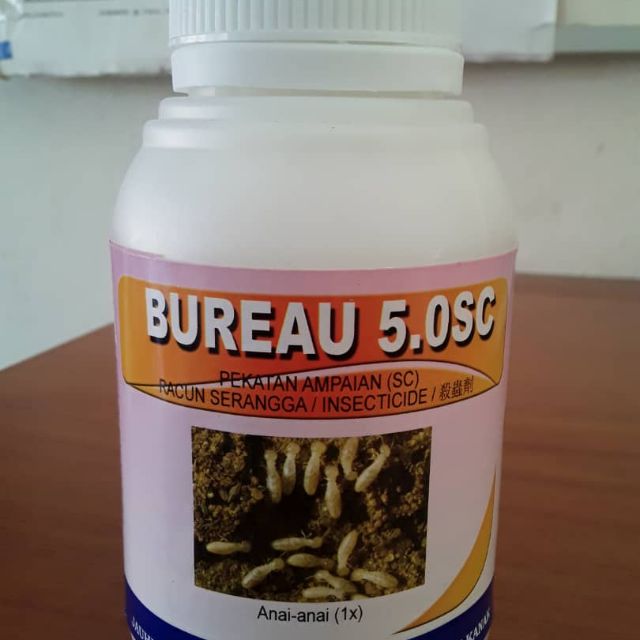 BUREAU 5.0SC
PEKATAN AMPAIAN (SC)
RACUN SERANGGA / INSECTICIDE / 殺蟲劑
Anai-anai (1x)